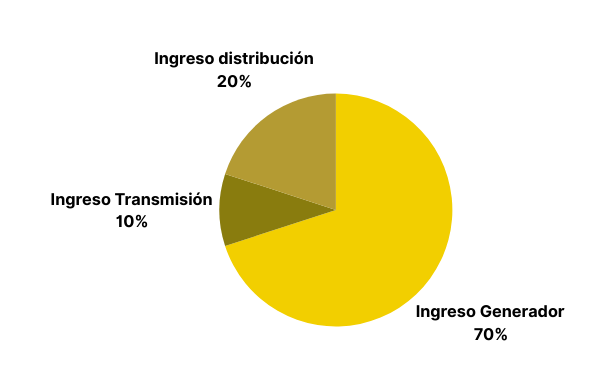 Ingreso distribución
20%
Ingreso Transmisión
10%
Ingreso Generador
70%